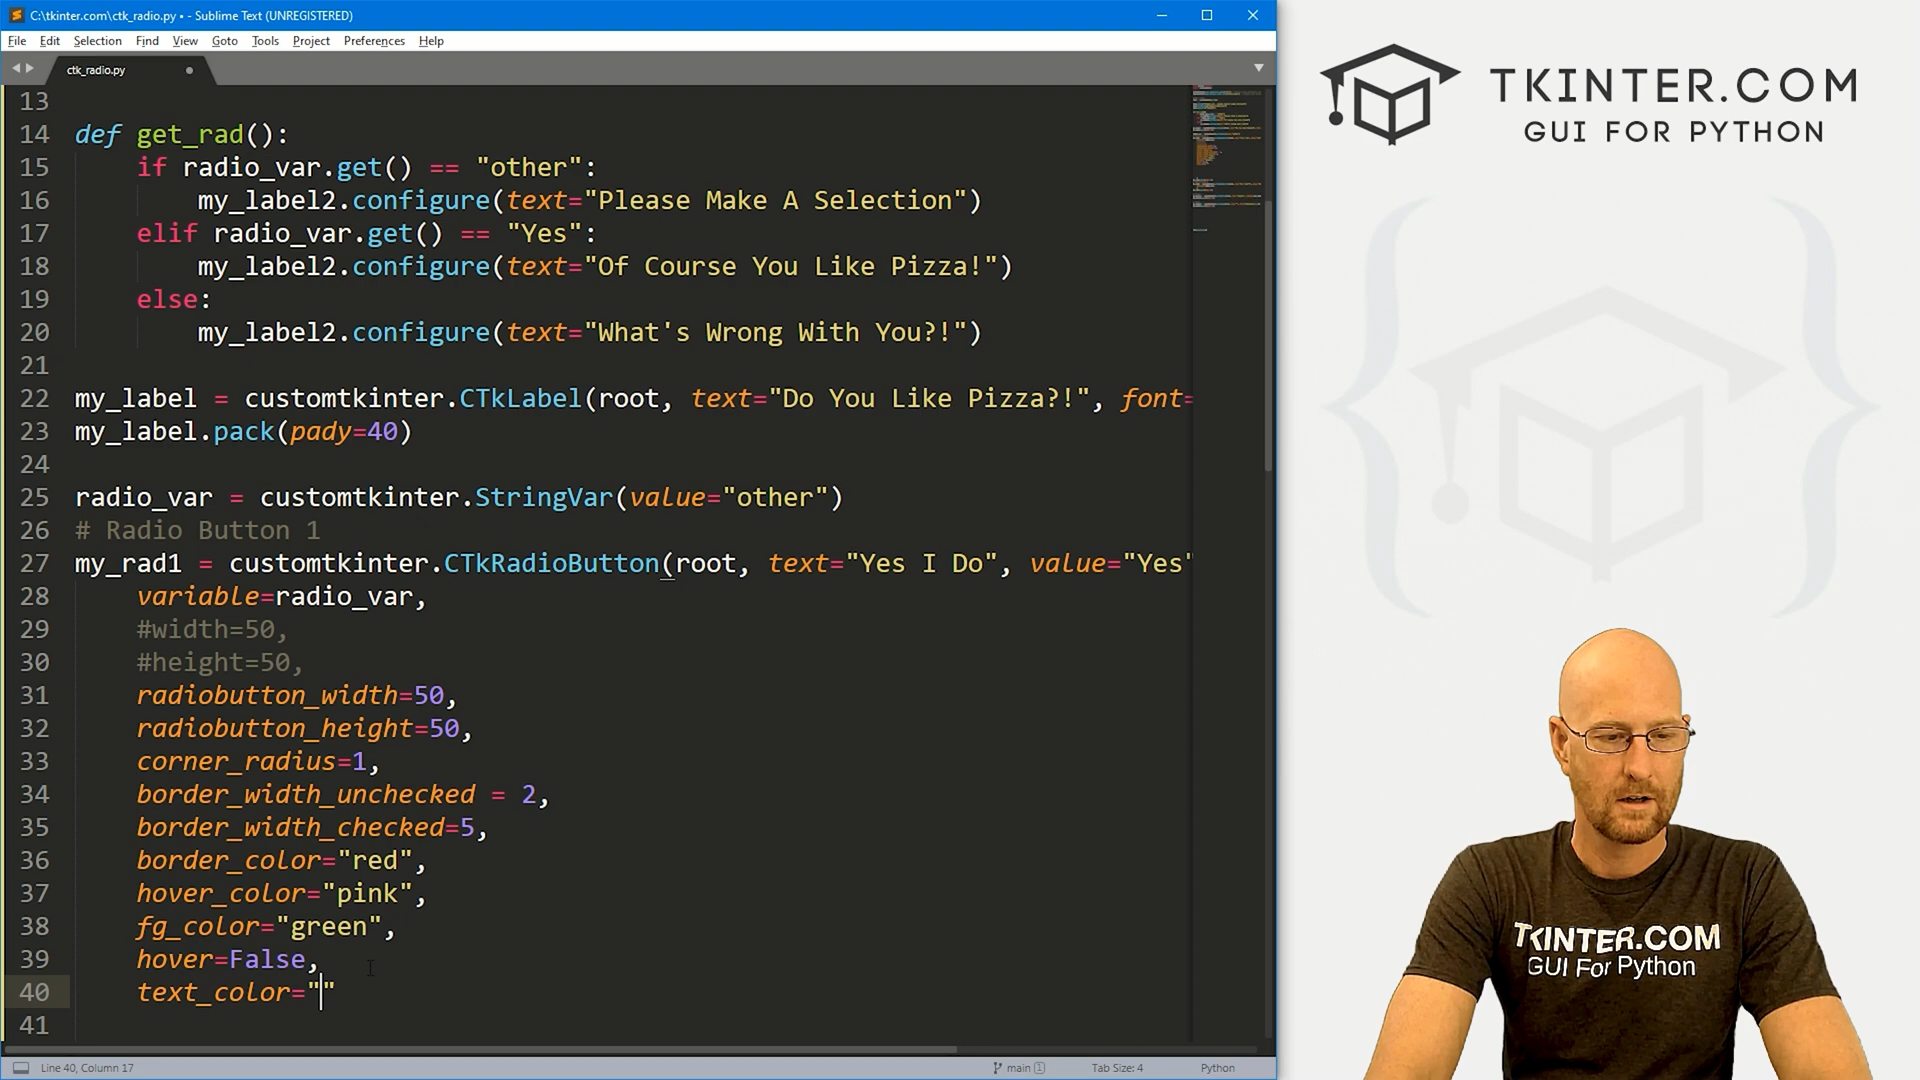 C:\tkinter.com\ctk_radio.py • - Sublime Text (UNREGISTERED)
File Edit Selection Find View Goto Tools Project Preferences Help
ctk_radio.py
13
14 def get_rad():
15 if radio_var.get() == "other":
16 my_label2.configure(text="Please Make A Selection")
17 elif radio_var.get() == "Yes":
18 my_label2.configure(text="Of Course You Like Pizza!")
19 else:
20 my_label2.configure(text="What's Wrong With You?!")
21
22 my_label = customtkinter.CTkLabel(root, text="Do You Like Pizza?!", font=
23 my_label.pack(pady=40)
24
25 radio_var = customtkinter.StringVar(value="other")
26 # Radio Button 1
27 my_rad1 = customtkinter.CTkRadioButton(root, text="Yes I Do", value="Yes"
28 variable=radio_var,
29 #width=50,
30 #height=50,
31 radiobutton_width=50,
32 radiobutton_height=50,
33 corner_radius=1,
34 border_width_unchecked = 2,
35 border_width_checked=5,
36 border_color="red",
37 hover_color="pink",
38 fg_color="green",
39 hover=False,
40 text_color=""
41
Line 40, Column 17
main 1
Tab Size: 4
Python
TKINTER.COM
GUI FOR PYTHON
TKINTER.COM
GUI For Python